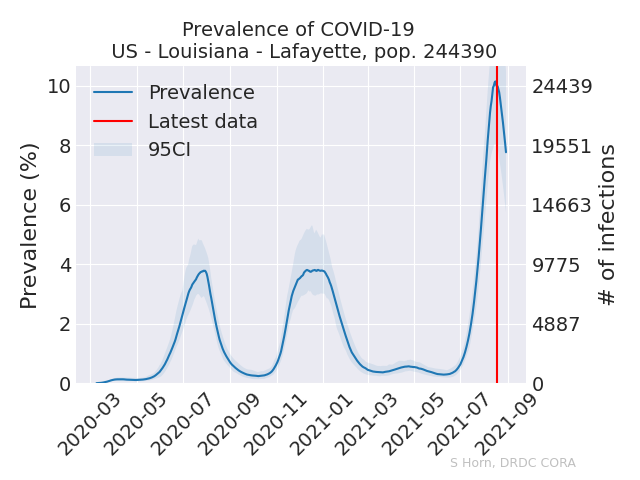 Prevalence of COVID-19
US - Louisiana - Lafayette, pop. 244390
Prevalence
Latest data
95CI
Prevalence (%)
10
8
6
4
2
0
24439
19551
14663
9775
4887
0
# of infections
2020-03
2020-05
2020-07
2020-09
2020-11
2021-01
2021-03
2021-05
2021-07
2021-09
S Horn, DRDC CORA